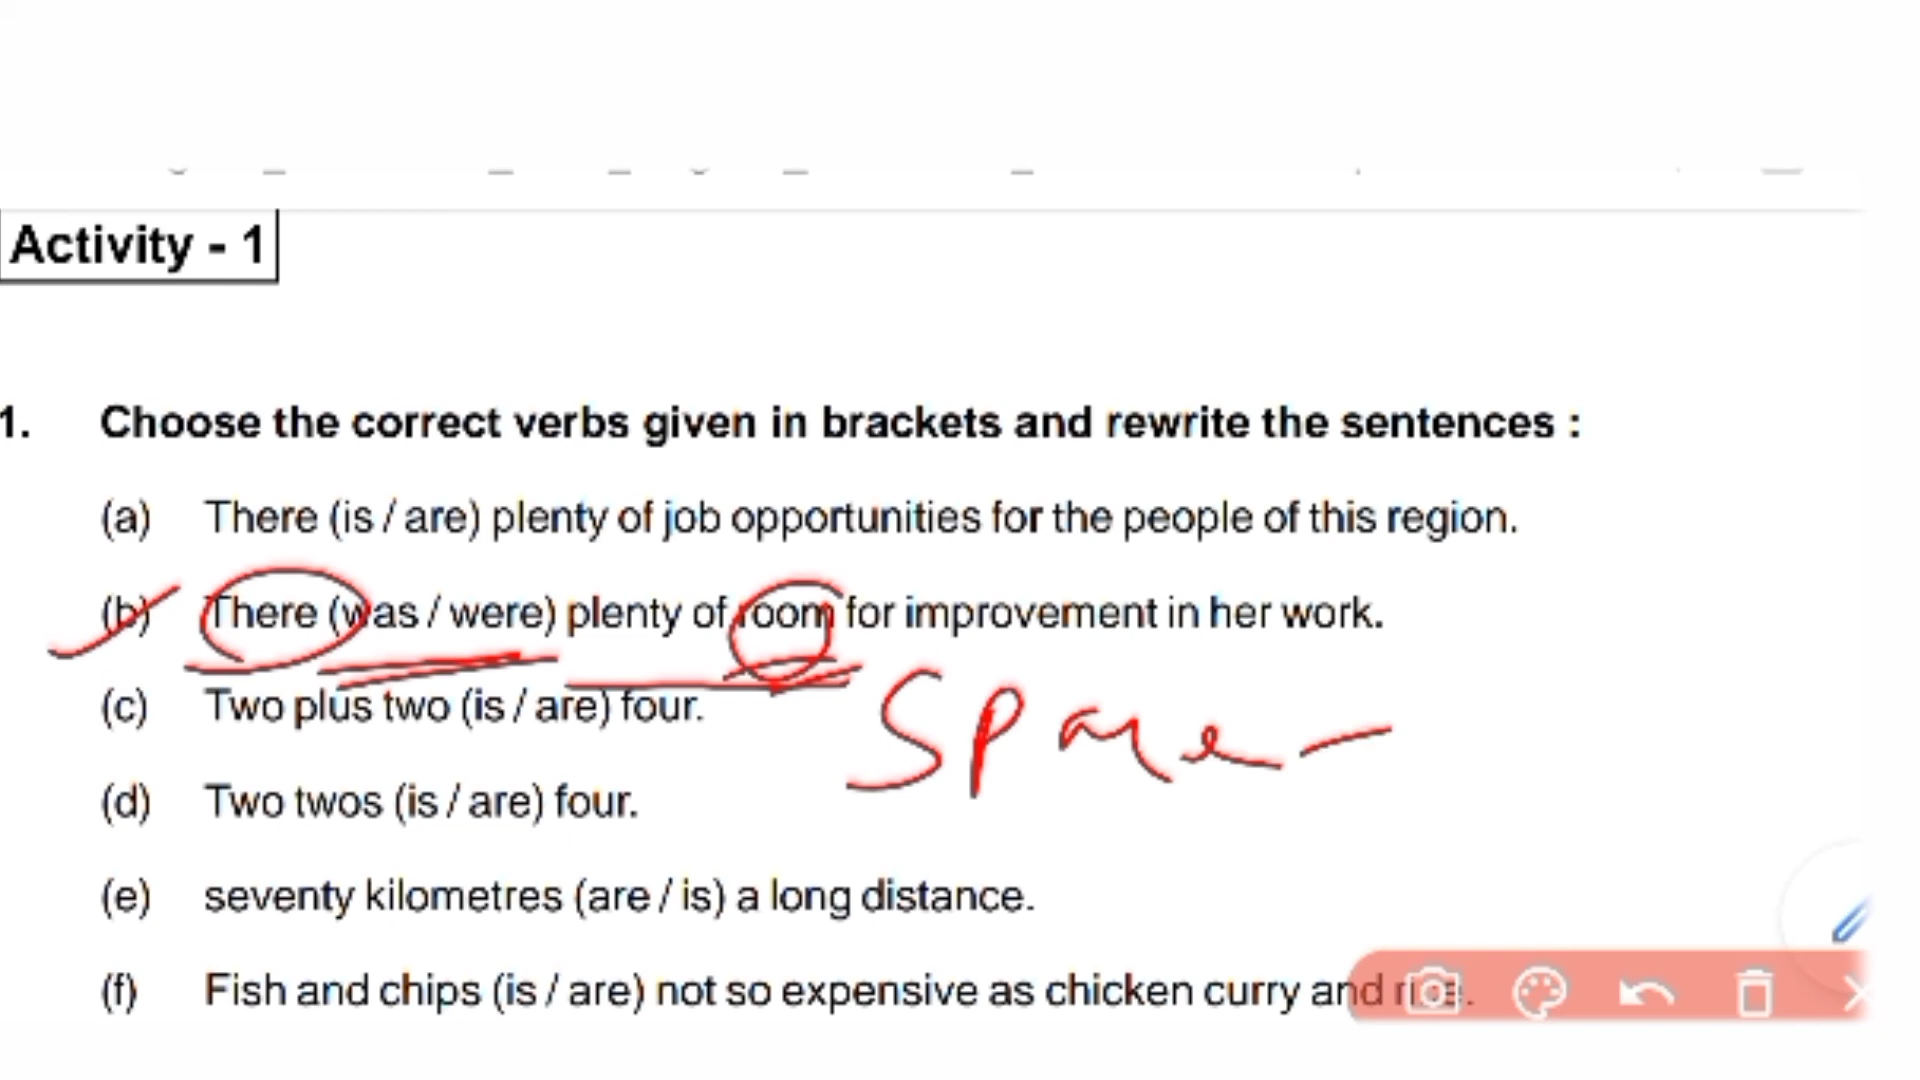 Activity - 1
1. Choose the correct verbs given in brackets and rewrite the sentences :
(a) There (is / are) plenty of job opportunities for the people of this region.
(b) There (was / were) plenty of room for improvement in her work.
(c) Two plus two (is / are) four.
Space
(d) Two twos (is / are) four.
(e) seventy kilometres (are / is) a long distance.
(f) Fish and chips (is / are) not so expensive as chicken curry and rice.